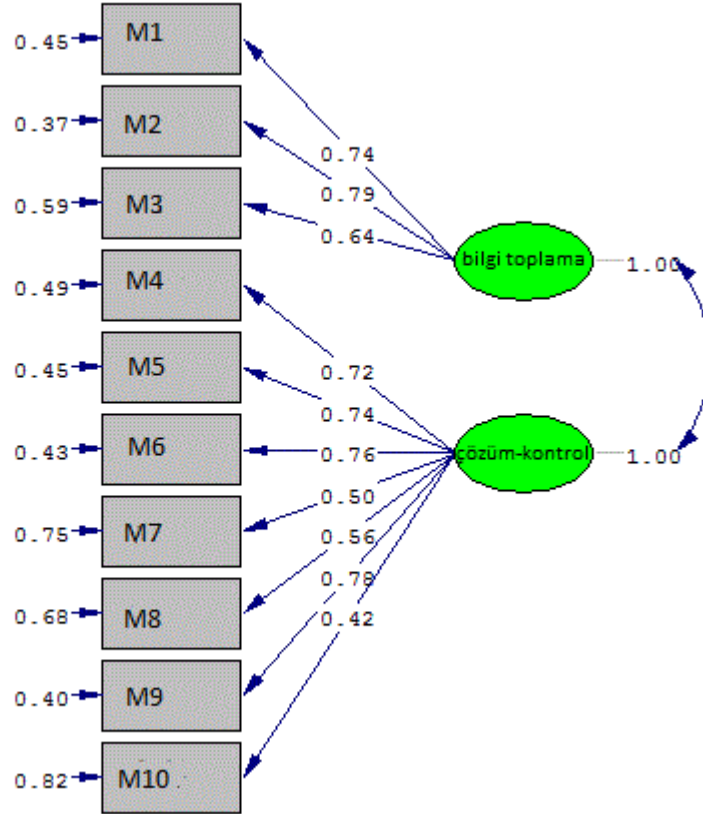 0.45 M1
0.37 M2
0.74
0.79
0.59 M3
0.64
bilgi toplama 1.00
0.49 M4
0.72
0.45 M5
0.74
0.43 M6
0.76
çözüm-kontrol 1.00
0.50
0.75 M7
0.56
0.78
0.68 M8
0.42
0.40 M9
0.82 M10